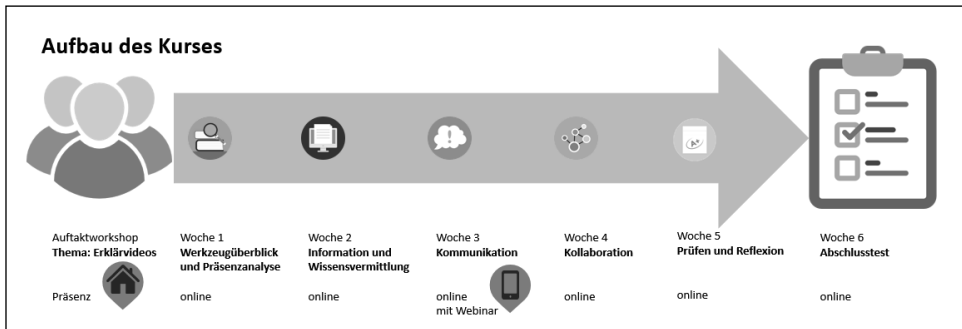 Aufbau des Kurses
Auftaktworkshop
Thema: Erklärvideos
Präsenz
Woche 1
Werkzeugüberblick
und Präsenzanalyse
online
Woche 2
Information und
Wissensvermittlung
online
Woche 3
Kommunikation
online
mit Webinar
Woche 4
Kollaboration
online
Woche 5
Prüfen und Reflexion
online
Woche 6
Abschlusstest
online